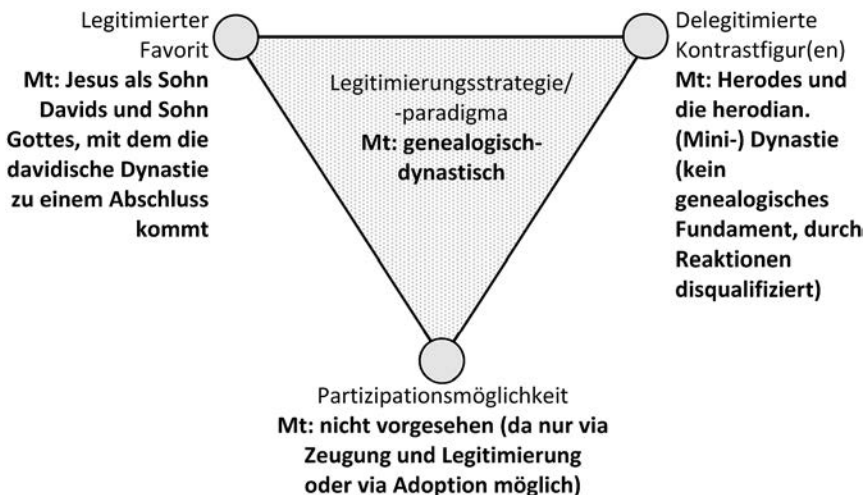 Legitimierter
Favorit
Mt: Jesus als Sohn
Davids und Sohn
Gottes, mit dem die
davidische Dynastie
zu einem Abschluss
kommt
Legitimierungsstrategie/
-paradigma
Mt: genealogisch-
dynastisch
Delegitimierte
Kontrastfigur(en)
Mt: Herodes und
die herodian.
(Mini-) Dynastie
(kein
genealogisches
Fundament, durch
Reaktionen
disqualifiziert)
Partizipationsmöglichkeit
Mt: nicht vorgesehen (da nur via
Zeugung und Legitimierung
oder via Adoption möglich)